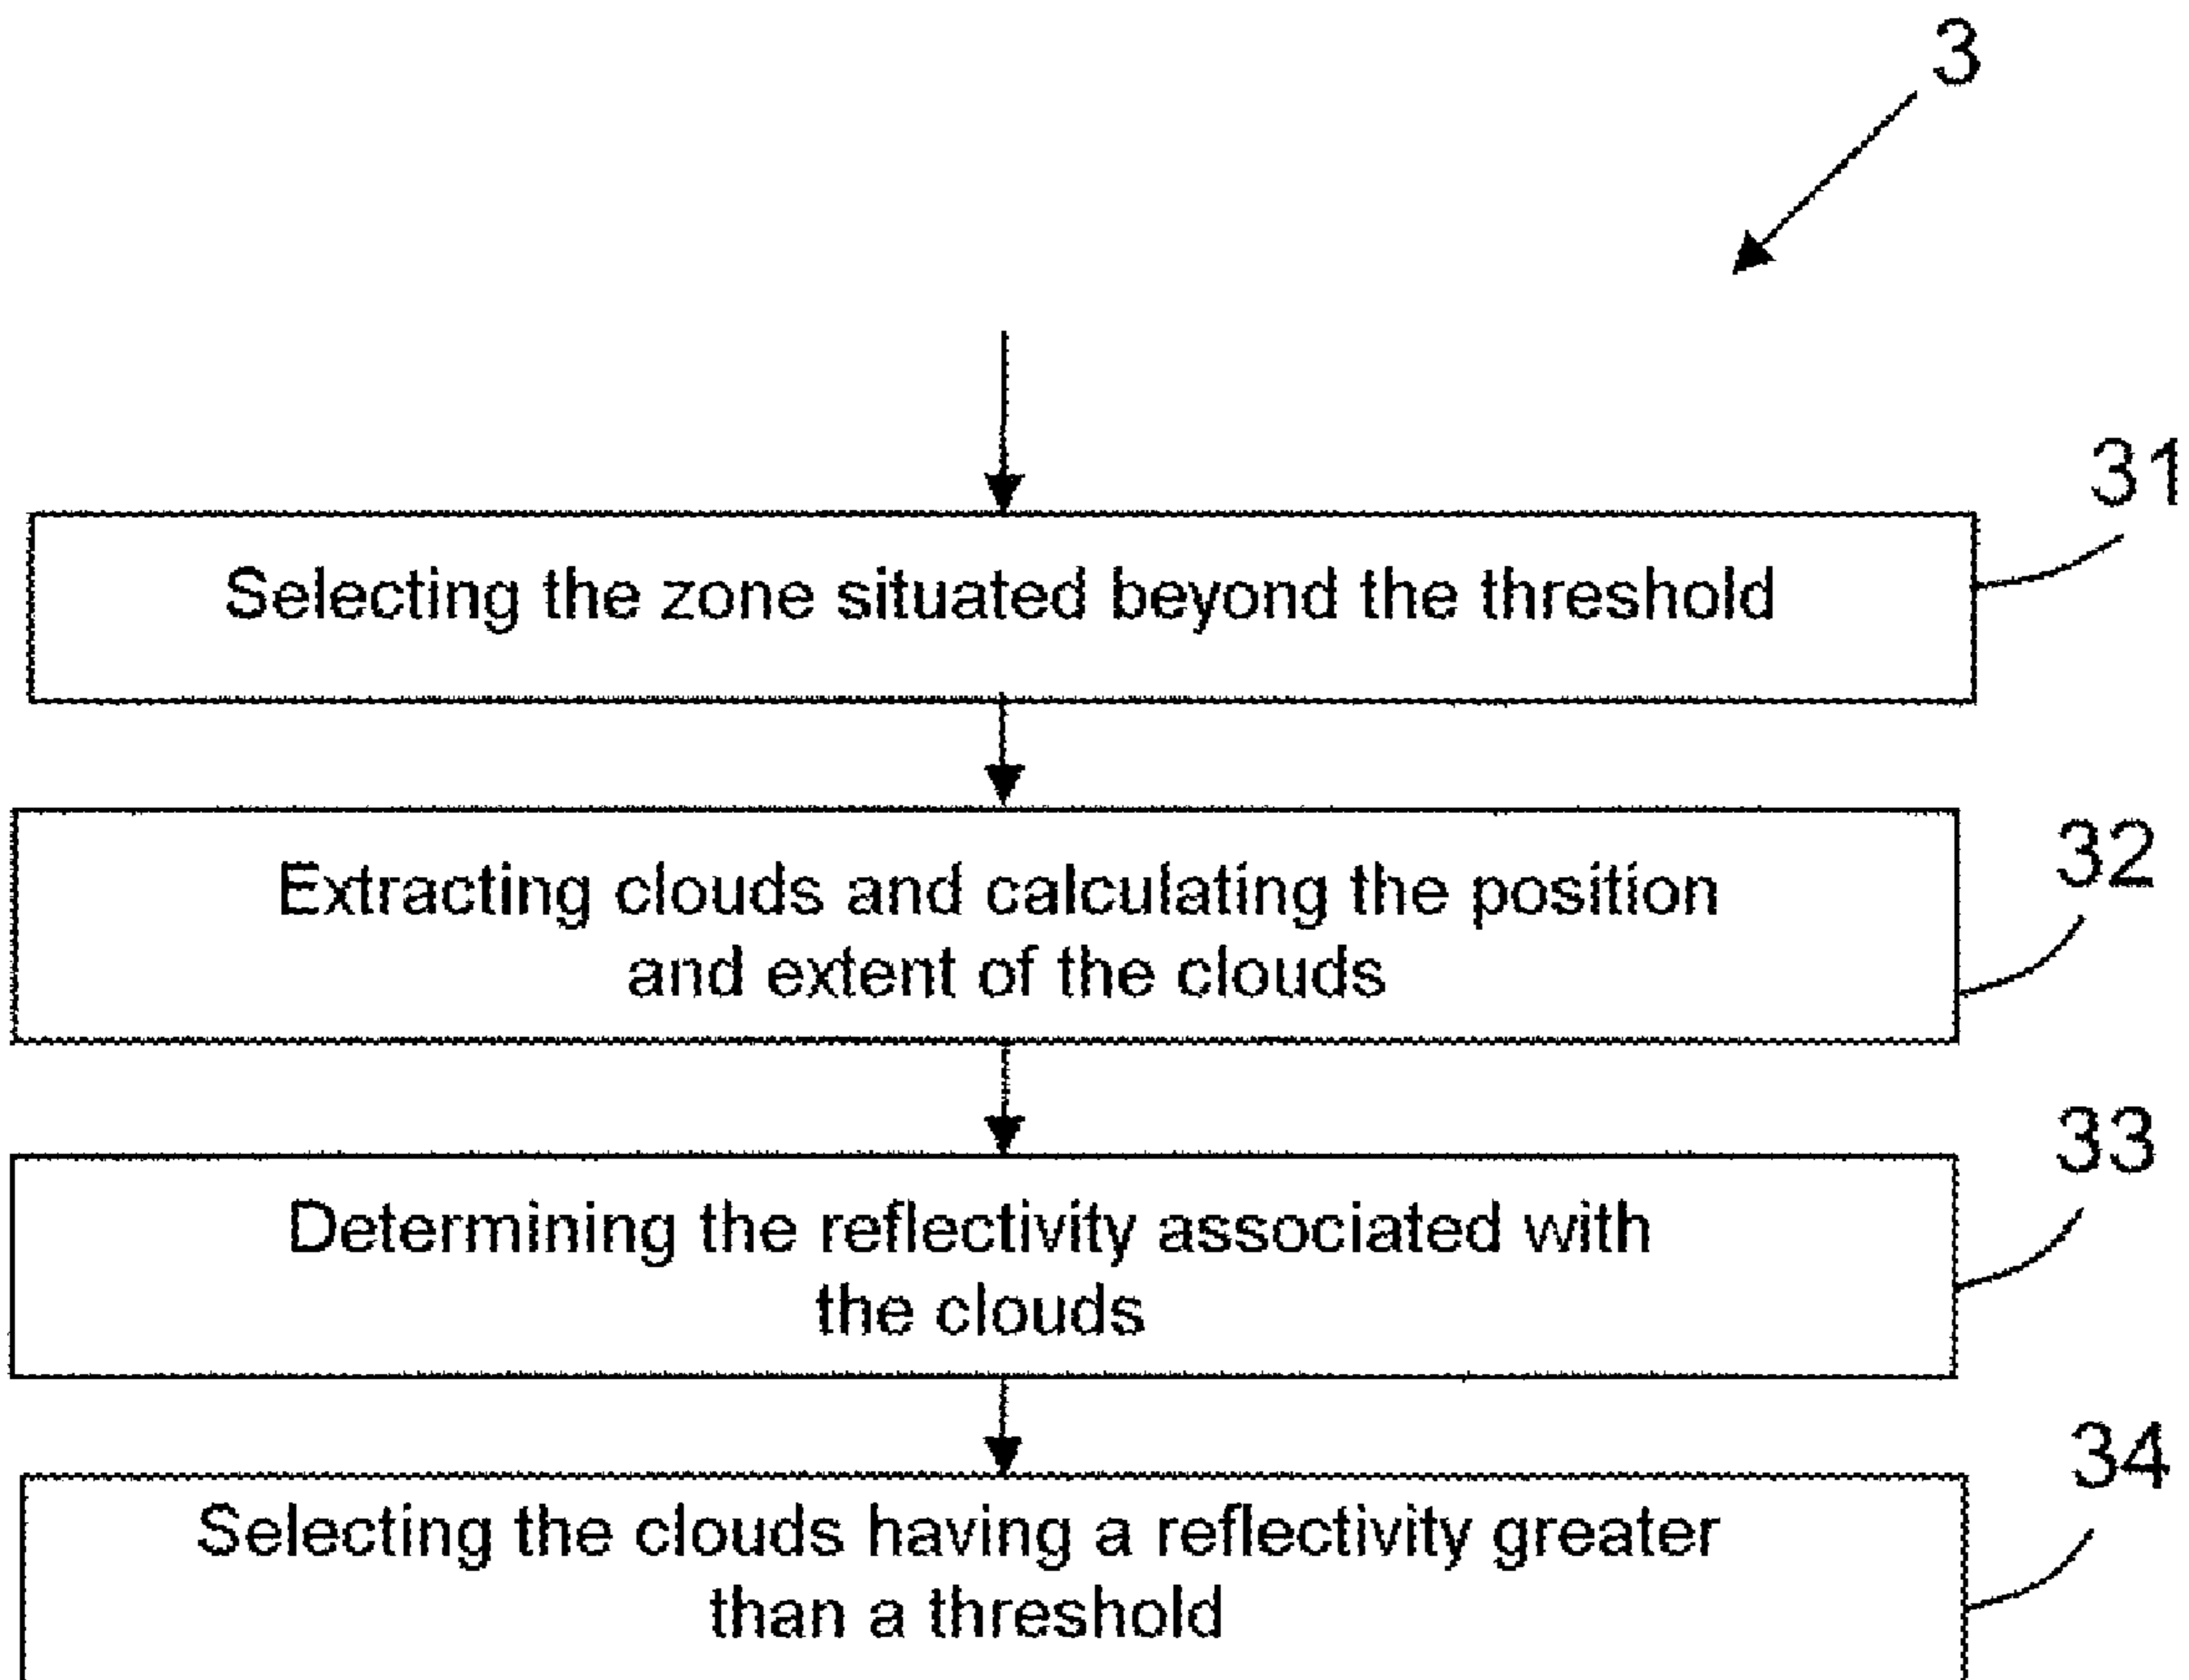 3
31
Selecting the zone situated beyond the threshold
32
Extracting clouds and calculating the position
and extent of the clouds
33
Determining the reflectivity associated with
the clouds
34
Selecting the clouds having a reflectivity greater
than a threshold